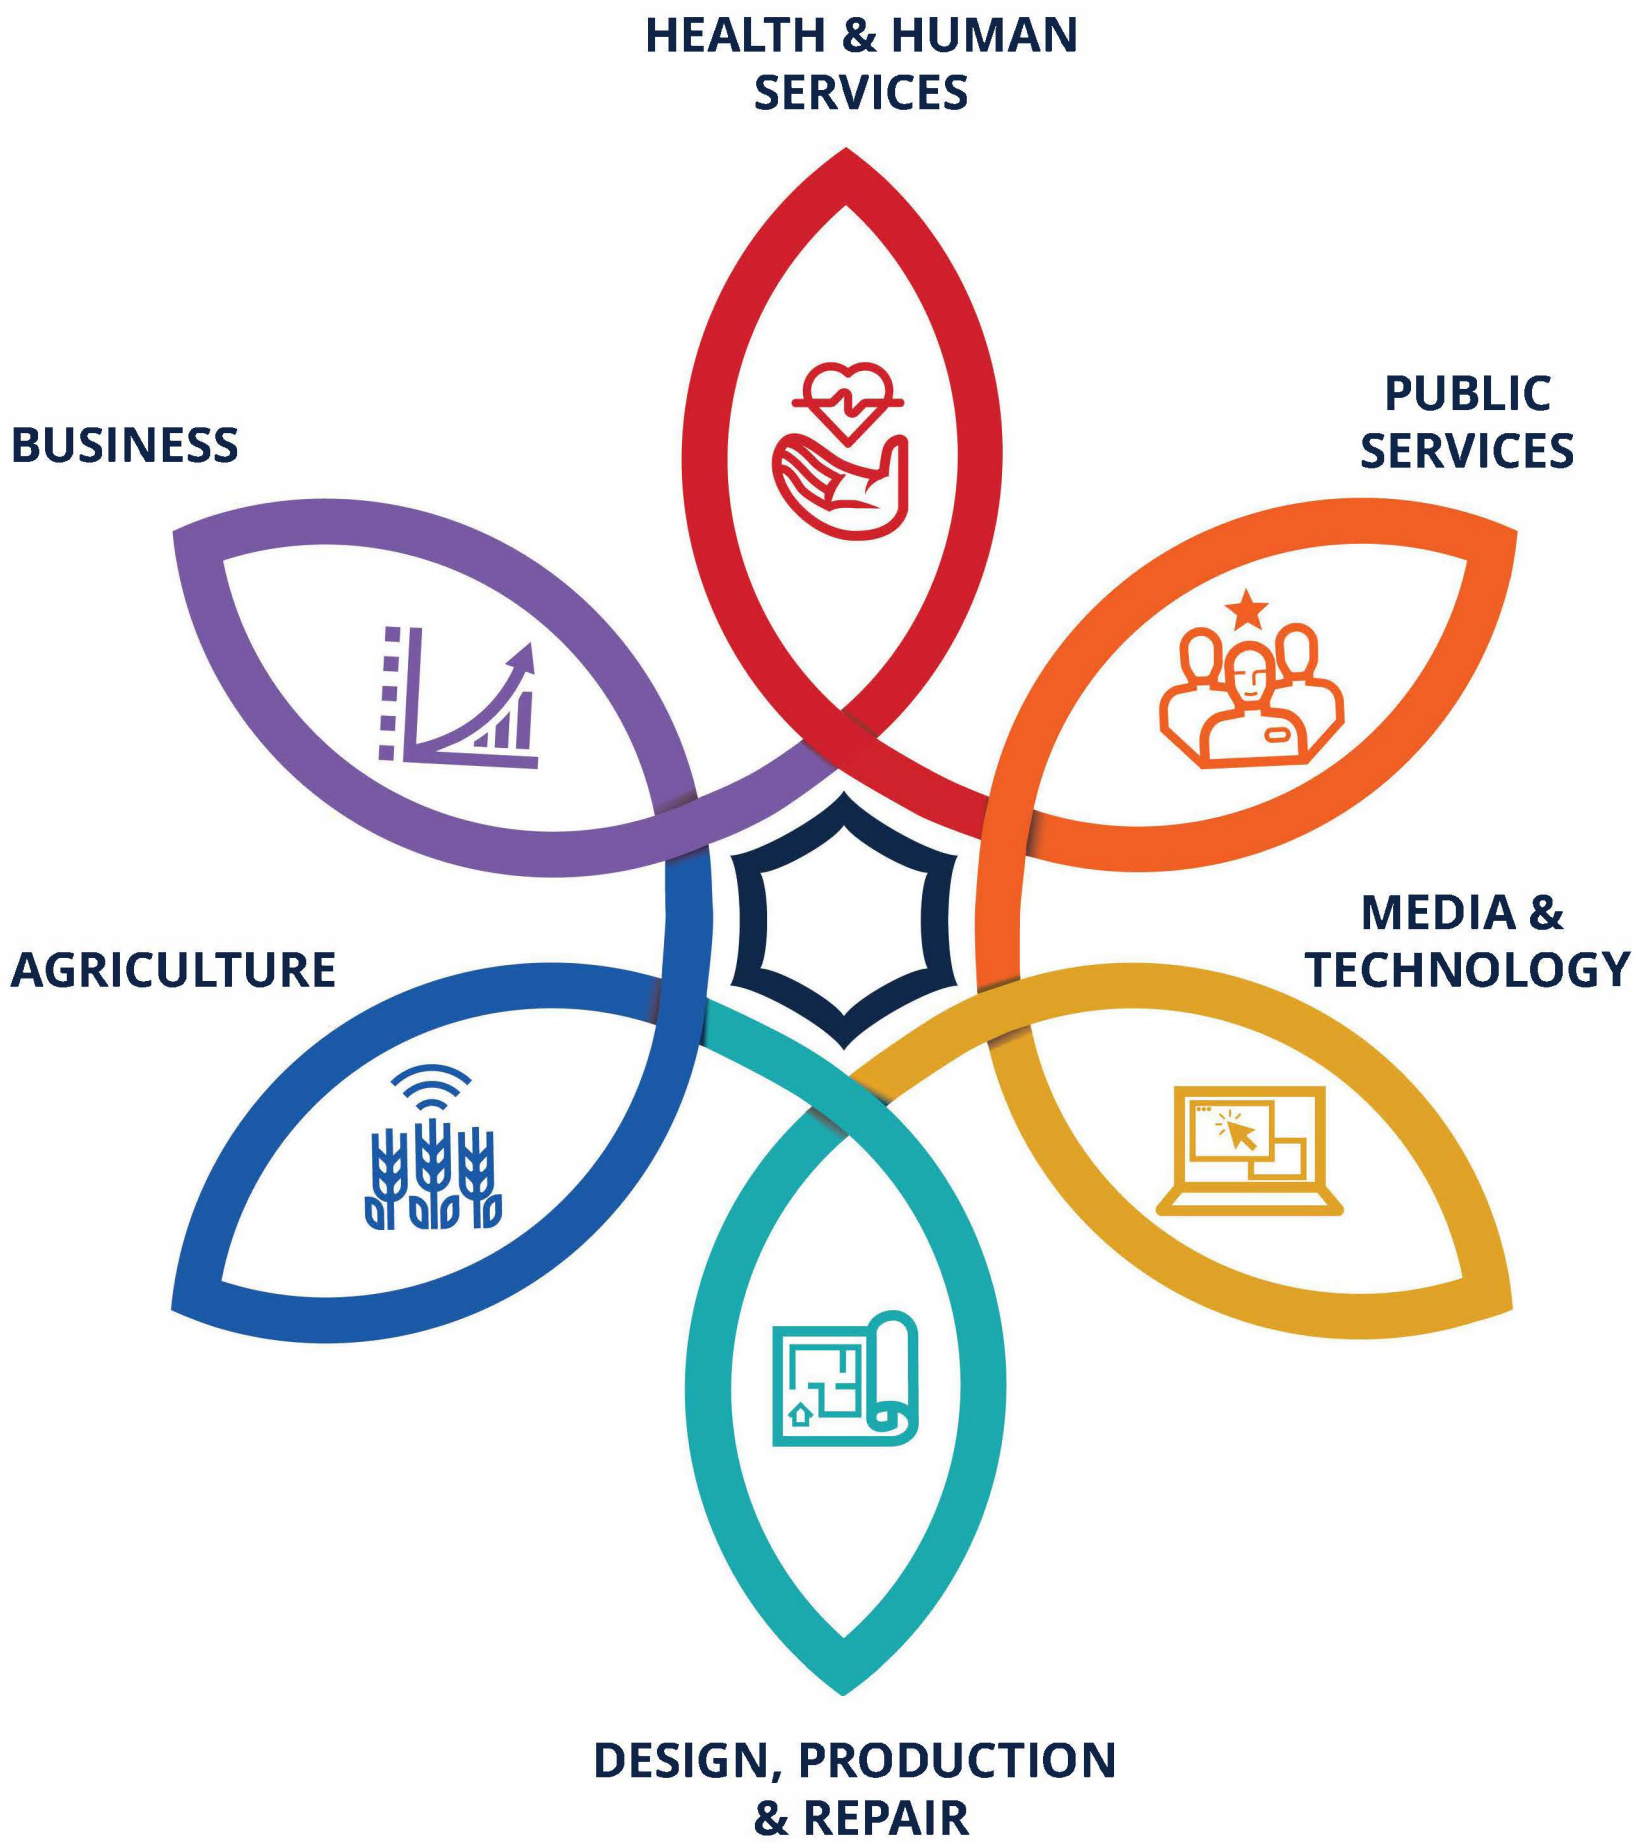 HEALTH & HUMAN
SERVICES
PUBLIC
SERVICES
BUSINESS
MEDIA &
TECHNOLOGY
AGRICULTURE
DESIGN, PRODUCTION
& REPAIR